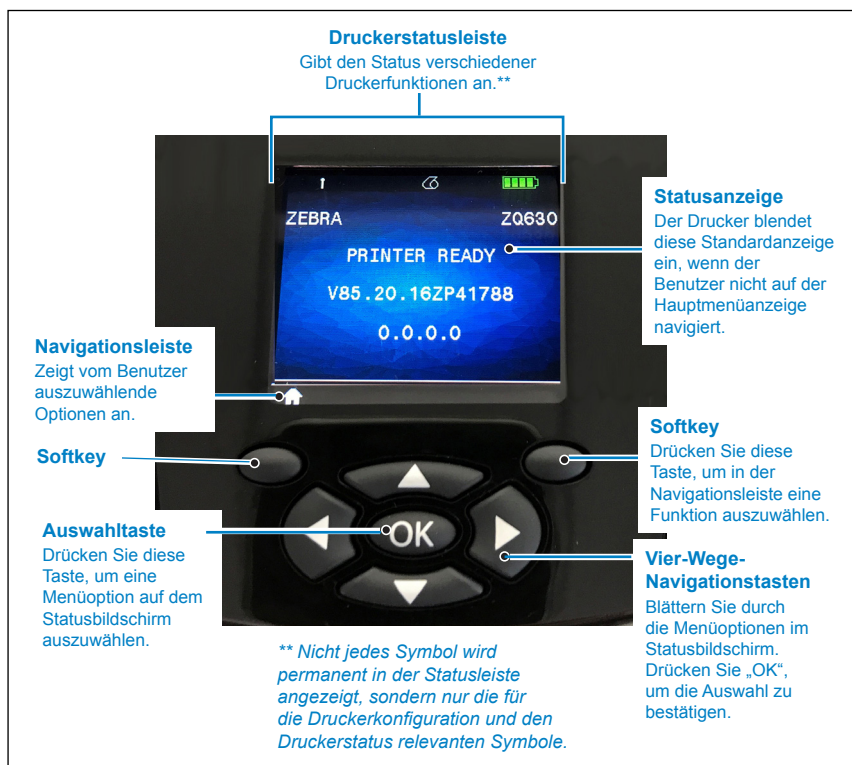 Druckerstatusleiste
Gibt den Status verschiedener
Druckerfunktionen an.**
ZEBRA ZQ630
PRINTER READY
V85.20.16ZP41788
0.0.0.0
Statusanzeige
Der Drucker blendet
diese Standardanzeige
ein, wenn der
Benutzer nicht auf der
Hauptmenüanzeige
navigiert.
Navigationsleiste
Zeigt vom Benutzer
auszuwählende
Optionen an.
Softkey
Softkey
Drücken Sie diese
Taste, um in der
Navigationsleiste eine
Funktion auszuwählen.
Auswahltaste
Drücken Sie diese
Taste, um eine
Menüoption auf dem
Statusbildschirm
auszuwählen.
OK
Vier-Wege-
Navigationstasten
Blättern Sie durch
die Menüoptionen im
Statusbildschirm.
Drücken Sie „OK“,
um die Auswahl zu
bestätigen.
** Nicht jedes Symbol wird
permanent in der Statusleiste
angezeigt, sondern nur die für
die Druckerkonfiguration und den
Druckerstatus relevanten Symbole.